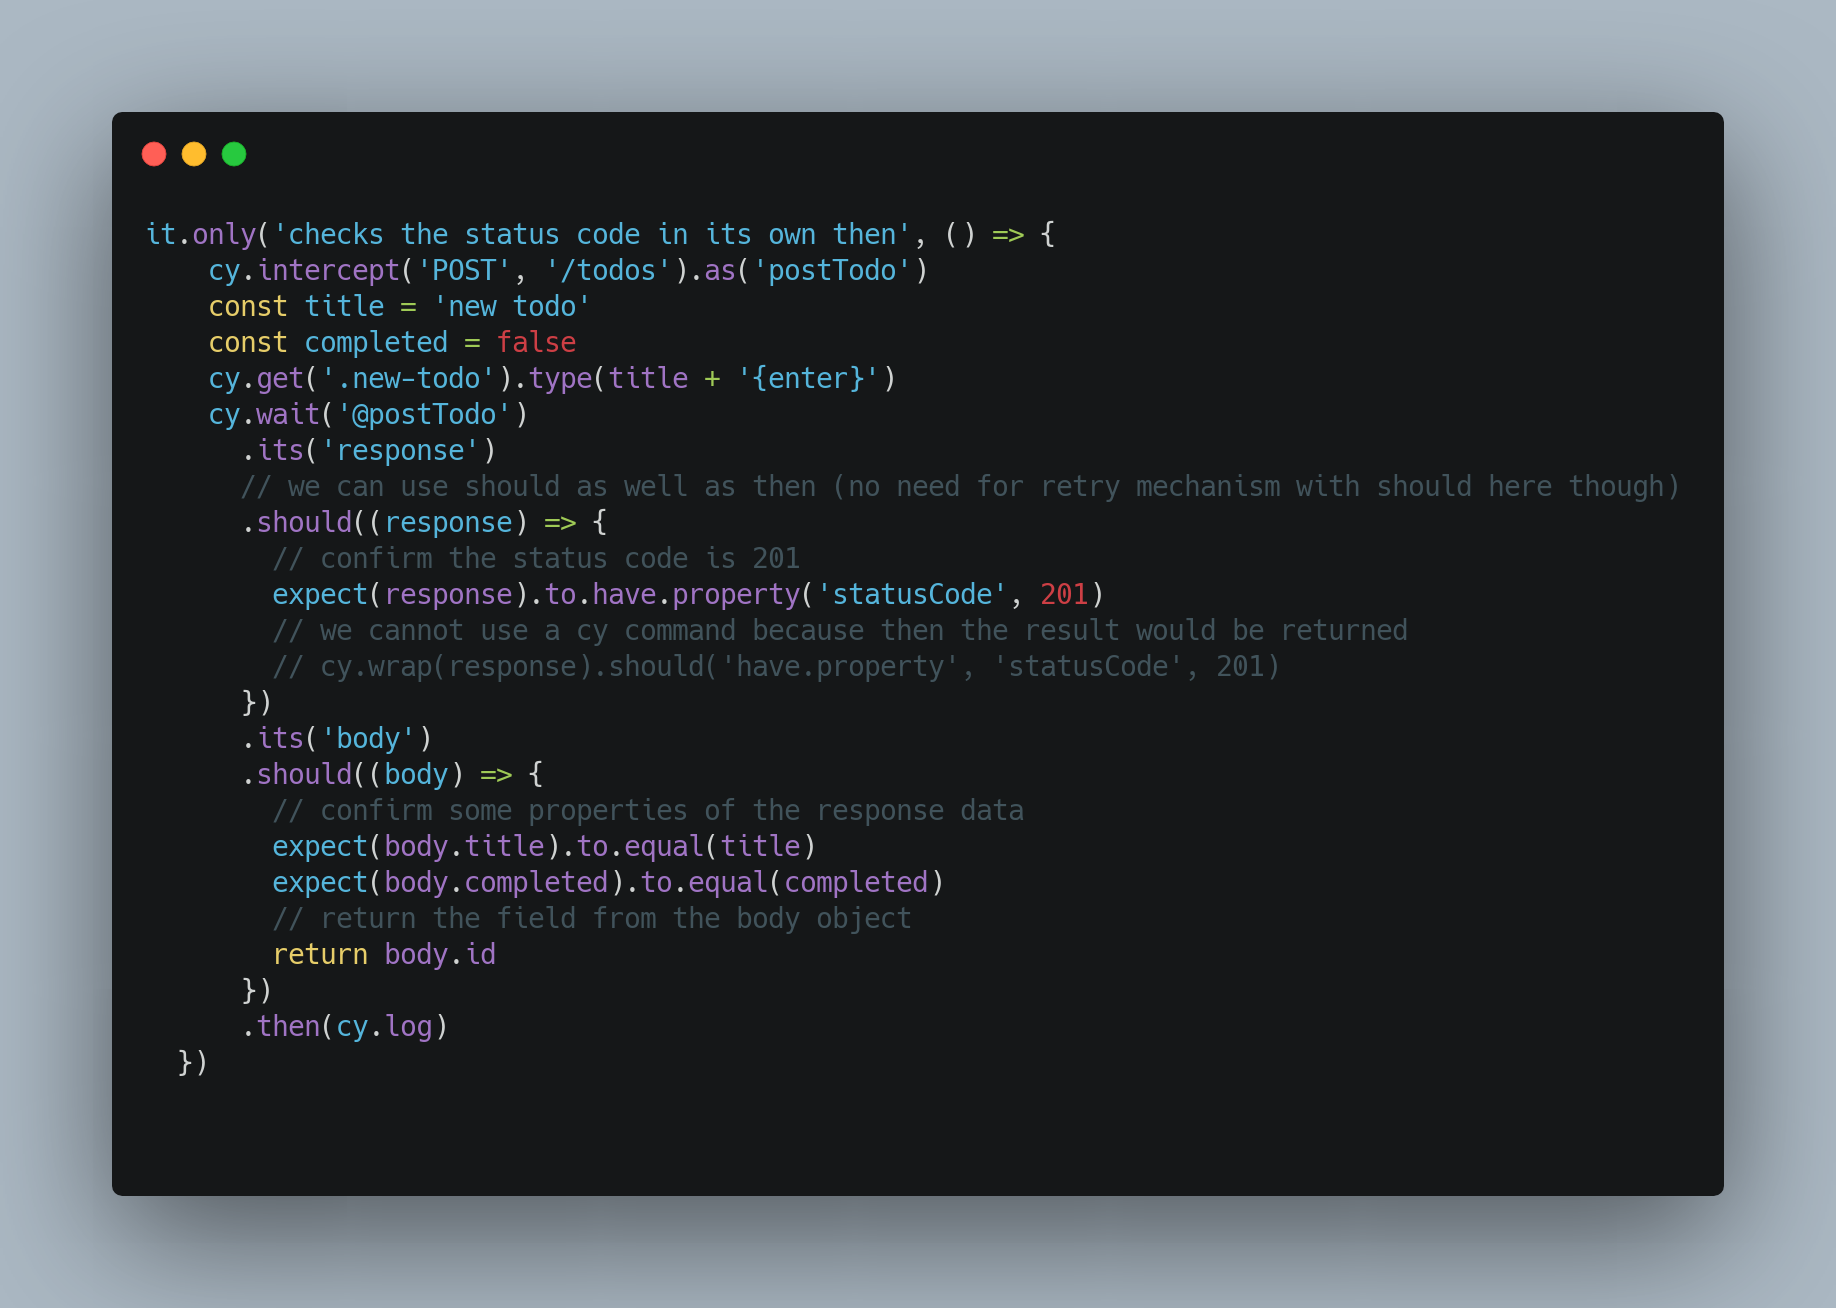 it.only('checks the status code in its own then', () => {
    cy.intercept('POST', '/todos').as('postTodo')
    const title = 'new todo'
    const completed = false
    cy.get('.new-todo').type(title + '{enter}')
    cy.wait('@postTodo')
      .its('response')
      // we can use should as well as then (no need for retry mechanism with should here though)
      .should((response) => {
        // confirm the status code is 201
        expect(response).to.have.property('statusCode', 201)
        // we cannot use a cy command because then the result would be returned
        // cy.wrap(response).should('have.property', 'statusCode', 201)
      })
      .its('body')
      .should((body) => {
        // confirm some properties of the response data
        expect(body.title).to.equal(title)
        expect(body.completed).to.equal(completed)
        // return the field from the body object
        return body.id
      })
      .then(cy.log)
  })